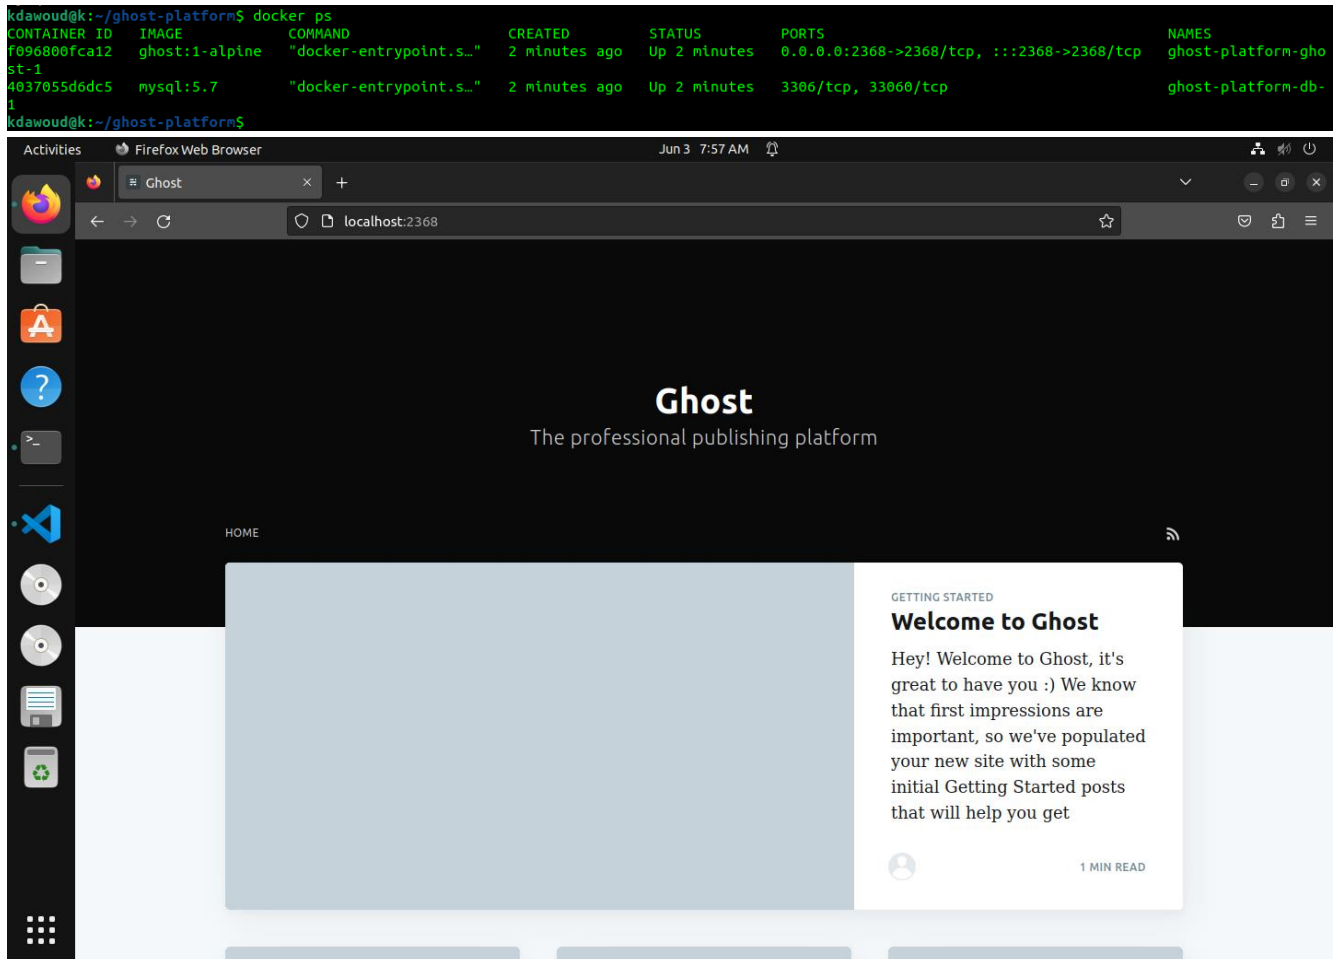 kdawoud@k:~/ghost-platform$ docker ps
CONTAINER ID   IMAGE   COMMAND   CREATED   STATUS   PORTS   NAMES
f096800fca12   ghost:1-alpine   "docker-entrypoint.s…"   2 minutes ago   Up 2 minutes   0.0.0.0:2368->2368/tcp, :::2368->2368/tcp   ghost-platform-gho
st-1
4037055d6dc5   mysql:5.7   "docker-entrypoint.s…"   2 minutes ago   Up 2 minutes   3306/tcp, 33060/tcp   ghost-platform-db-
1
kdawoud@k:~/ghost-platform$
Activities   Firefox Web Browser   Jun 3 7:57 AM
Ghost
localhost:2368
Ghost
The professional publishing platform
HOME
GETTING STARTED
Welcome to Ghost
Hey! Welcome to Ghost, it's
great to have you :) We know
that first impressions are
important, so we've populated
your new site with some
initial Getting Started posts
that will help you get
1 MIN READ